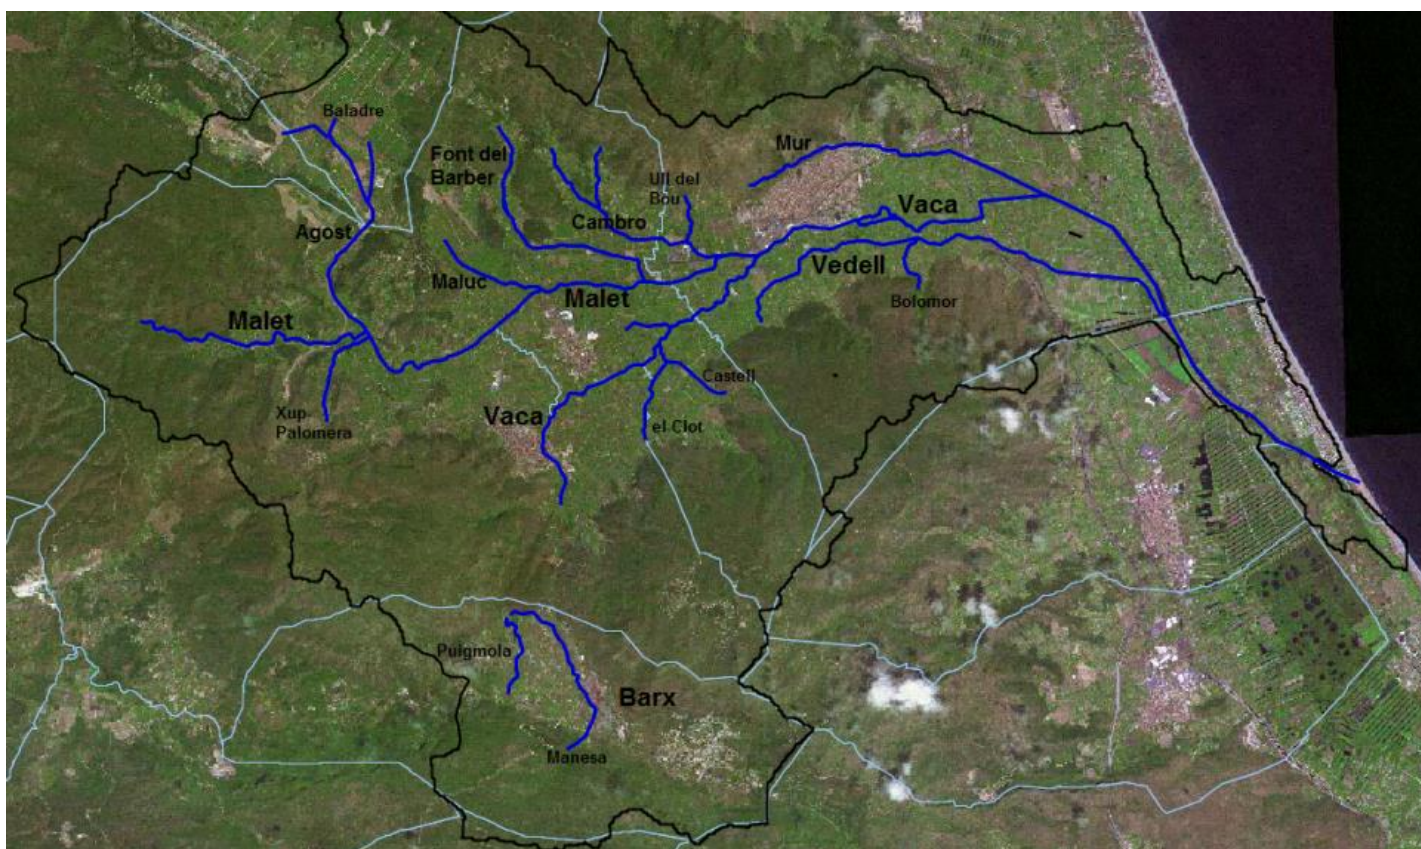 Baladre
Mur
Font del
Barber
Ull del
Bou
Vaca
Cambro
Agost
Vedell
Maluc
Malet
Bolomor
Malet
Castell
Xup
Palomera
Vaca
el Clot
Puigmola
Barx
Manesa